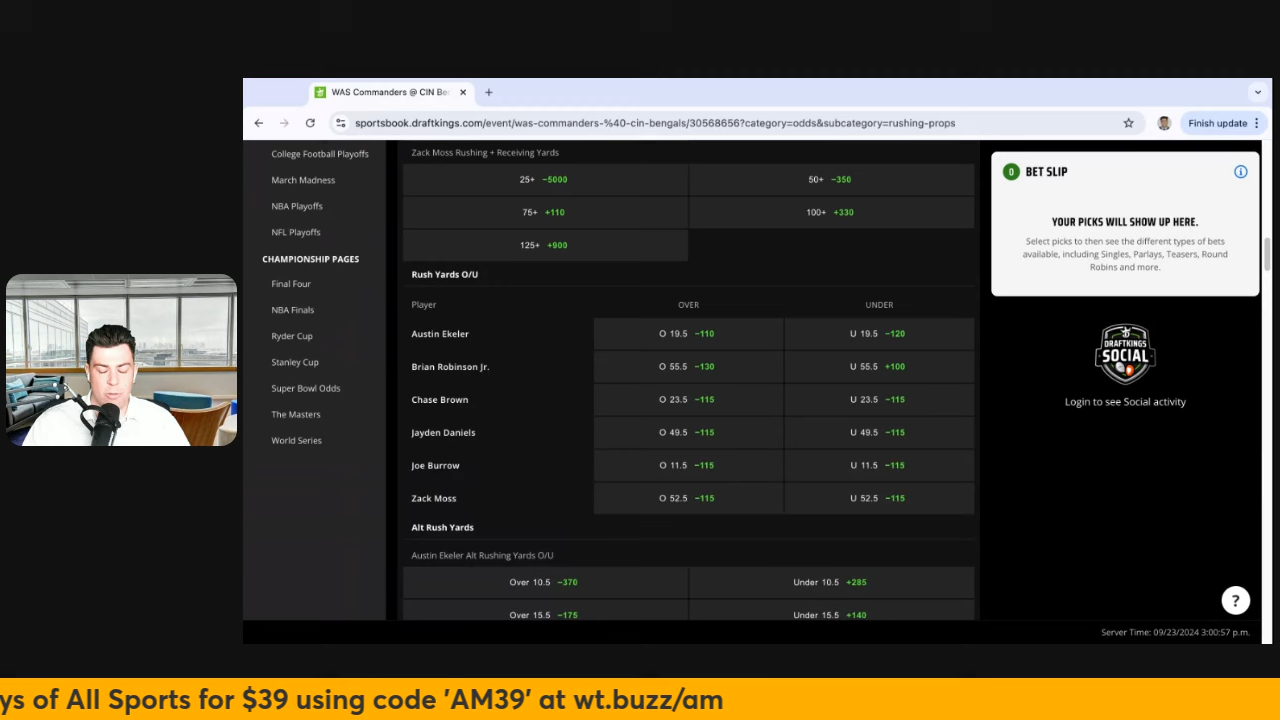 WAS Commanders @ CIN Be
sportsbook.draftkings.com/event/was-commanders-%40-cin-bengals/30568656?category=odds&subcategory=rushing-props
Finish update
College Football Playoffs
March Madness
NBA Playoffs
NFL Playoffs
CHAMPIONSHIP PAGES
Final Four
NBA Finals
Ryder Cup
Stanley Cup
Super Bowl Odds
The Masters
World Series
Zack Moss Rushing + Receiving Yards
25+ −5000
50+ −350
75+ +110
100+ +330
125+ +900
Rush Yards O/U
Player OVER UNDER
Austin Ekeler O 19.5 −110 U 19.5 −120
Brian Robinson Jr. O 55.5 −130 U 55.5 +100
Chase Brown O 23.5 −115 U 23.5 −115
Jayden Daniels O 49.5 −115 U 49.5 −115
Joe Burrow O 11.5 −115 U 11.5 −115
Zack Moss O 52.5 −115 U 52.5 −115
Alt Rush Yards
Austin Ekeler Alt Rushing Yards O/U
Over 10.5 −370 Under 10.5 +285
Over 15.5 −175 Under 15.5 +140
0 BET SLIP
YOUR PICKS WILL SHOW UP HERE.
Select picks to then see the different types of bets
available, including Singles, Parlays, Teasers, Round
Robins and more.
DRAFTKINGS
SOCIAL
Login to see Social activity
?
Server Time: 09/23/2024 3:00:57 p.m.
ys of All Sports for $39 using code 'AM39' at wt.buzz/am